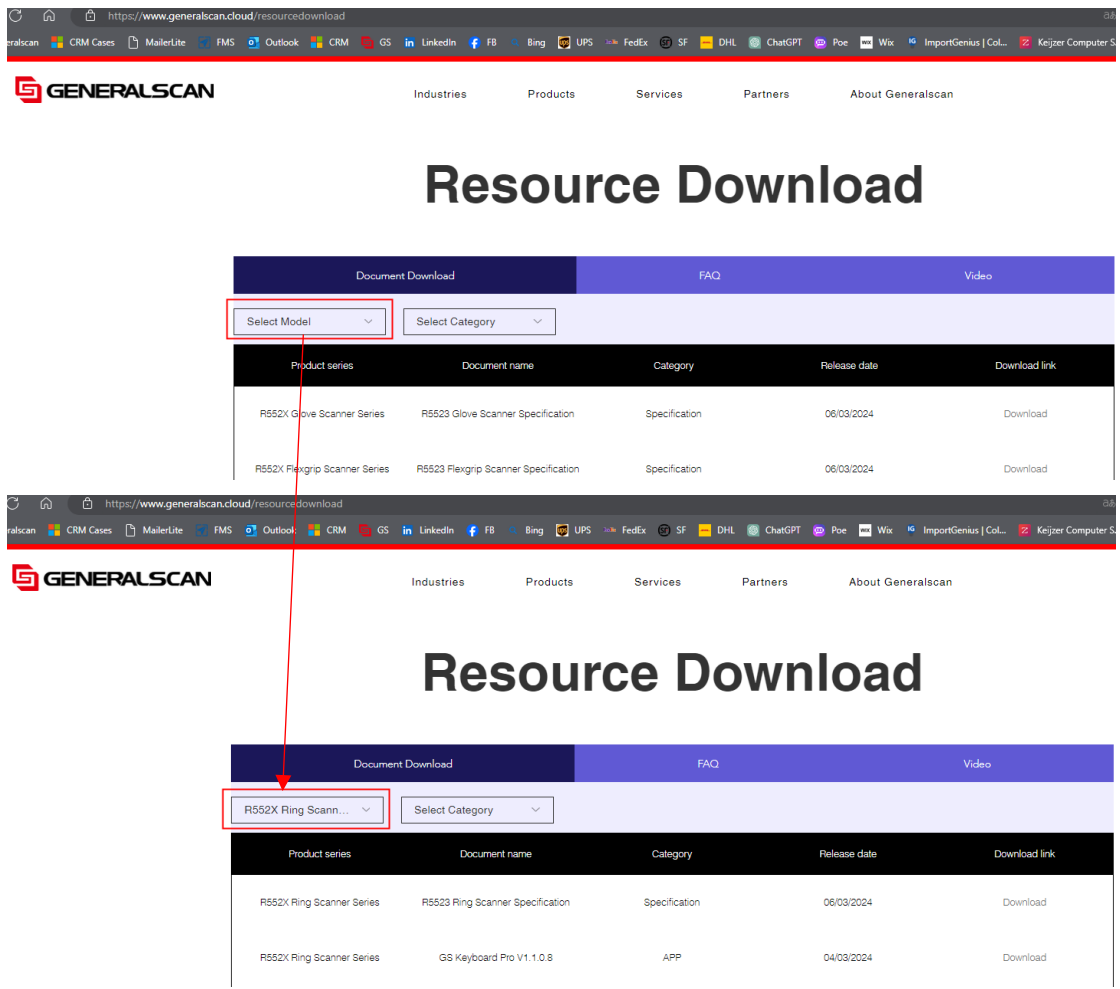 https://www.generalscan.cloud/resourcedownload
eralscan CRM Cases MailerLite FMS Outlook CRM GS LinkedIn FB Bing UPS FedEx SF DHL ChatGPT Poe Wix ImportGenius | Col... Keijzer Computer S
GENERALSCAN Industries Products Services Partners About Generalscan
Resource Download
Document Download FAQ Video
Select Model Select Category
Product series Document name Category Release date Download link
R552X Glove Scanner Series R5523 Glove Scanner Specification Specification 06/03/2024 Download
R552X Flexgrip Scanner Series R5523 Flexgrip Scanner Specification Specification 06/03/2024 Download
https://www.generalscan.cloud/resourcedownload
ralscan CRM Cases MailerLite FMS Outlook CRM GS LinkedIn FB Bing UPS FedEx SF DHL ChatGPT Poe Wix ImportGenius | Col... Keijzer Computer S
GENERALSCAN Industries Products Services Partners About Generalscan
Resource Download
Document Download FAQ Video
R552X Ring Scann... Select Category
Product series Document name Category Release date Download link
R552X Ring Scanner Series R5523 Ring Scanner Specification Specification 06/03/2024 Download
R552X Ring Scanner Series GS Keyboard Pro V1.1.0.8 APP 04/03/2024 Download